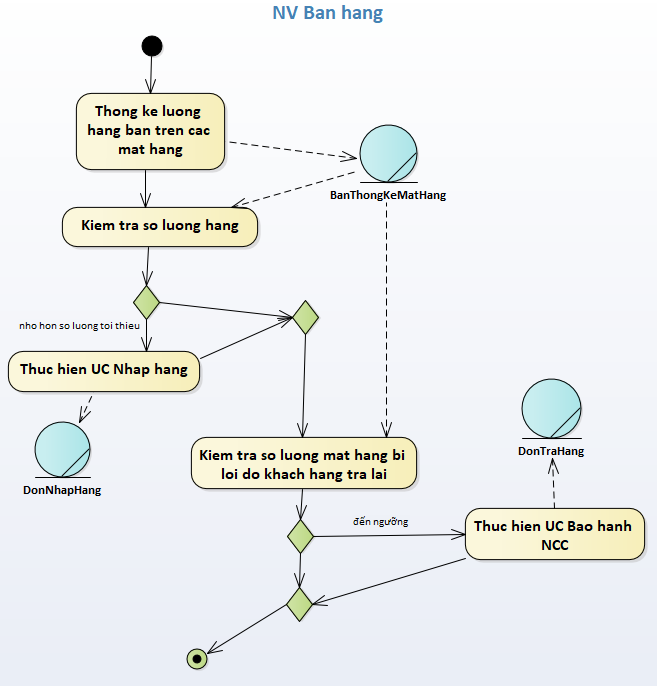 NV Ban hang
Thong ke luong
hang ban tren cac
mat hang
BanThongKeMatHang
Kiem tra so luong hang
nho hon so luong toi thieu
Thuc hien UC Nhap hang
DonNhapHang
Kiem tra so luong mat hang bi
loi do khach hang tra lai
DonTraHang
đến ngưỡng
Thuc hien UC Bao hanh
NCC